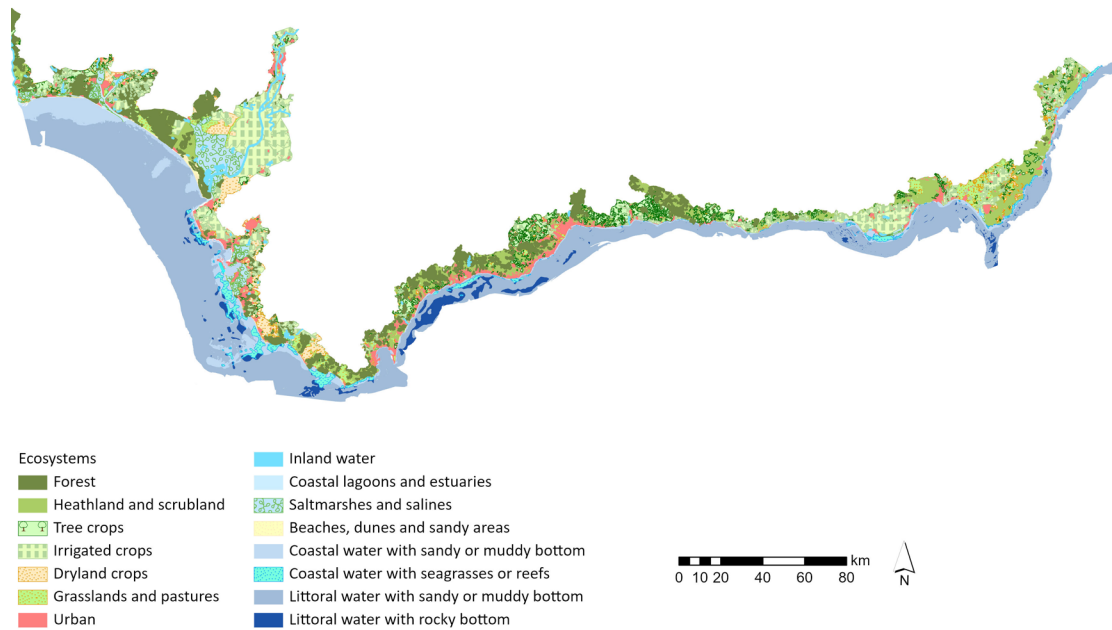 Ecosystems
Forest
Heathland and scrubland
Tree crops
Irrigated crops
Dryland crops
Grasslands and pastures
Urban
Inland water
Coastal lagoons and estuaries
Saltmarshes and salines
Beaches, dunes and sandy areas
Coastal water with sandy or muddy bottom
Coastal water with seagrasses or reefs
Littoral water with sandy or muddy bottom
Littoral water with rocky bottom
km
0 10 20 40 60 80
N